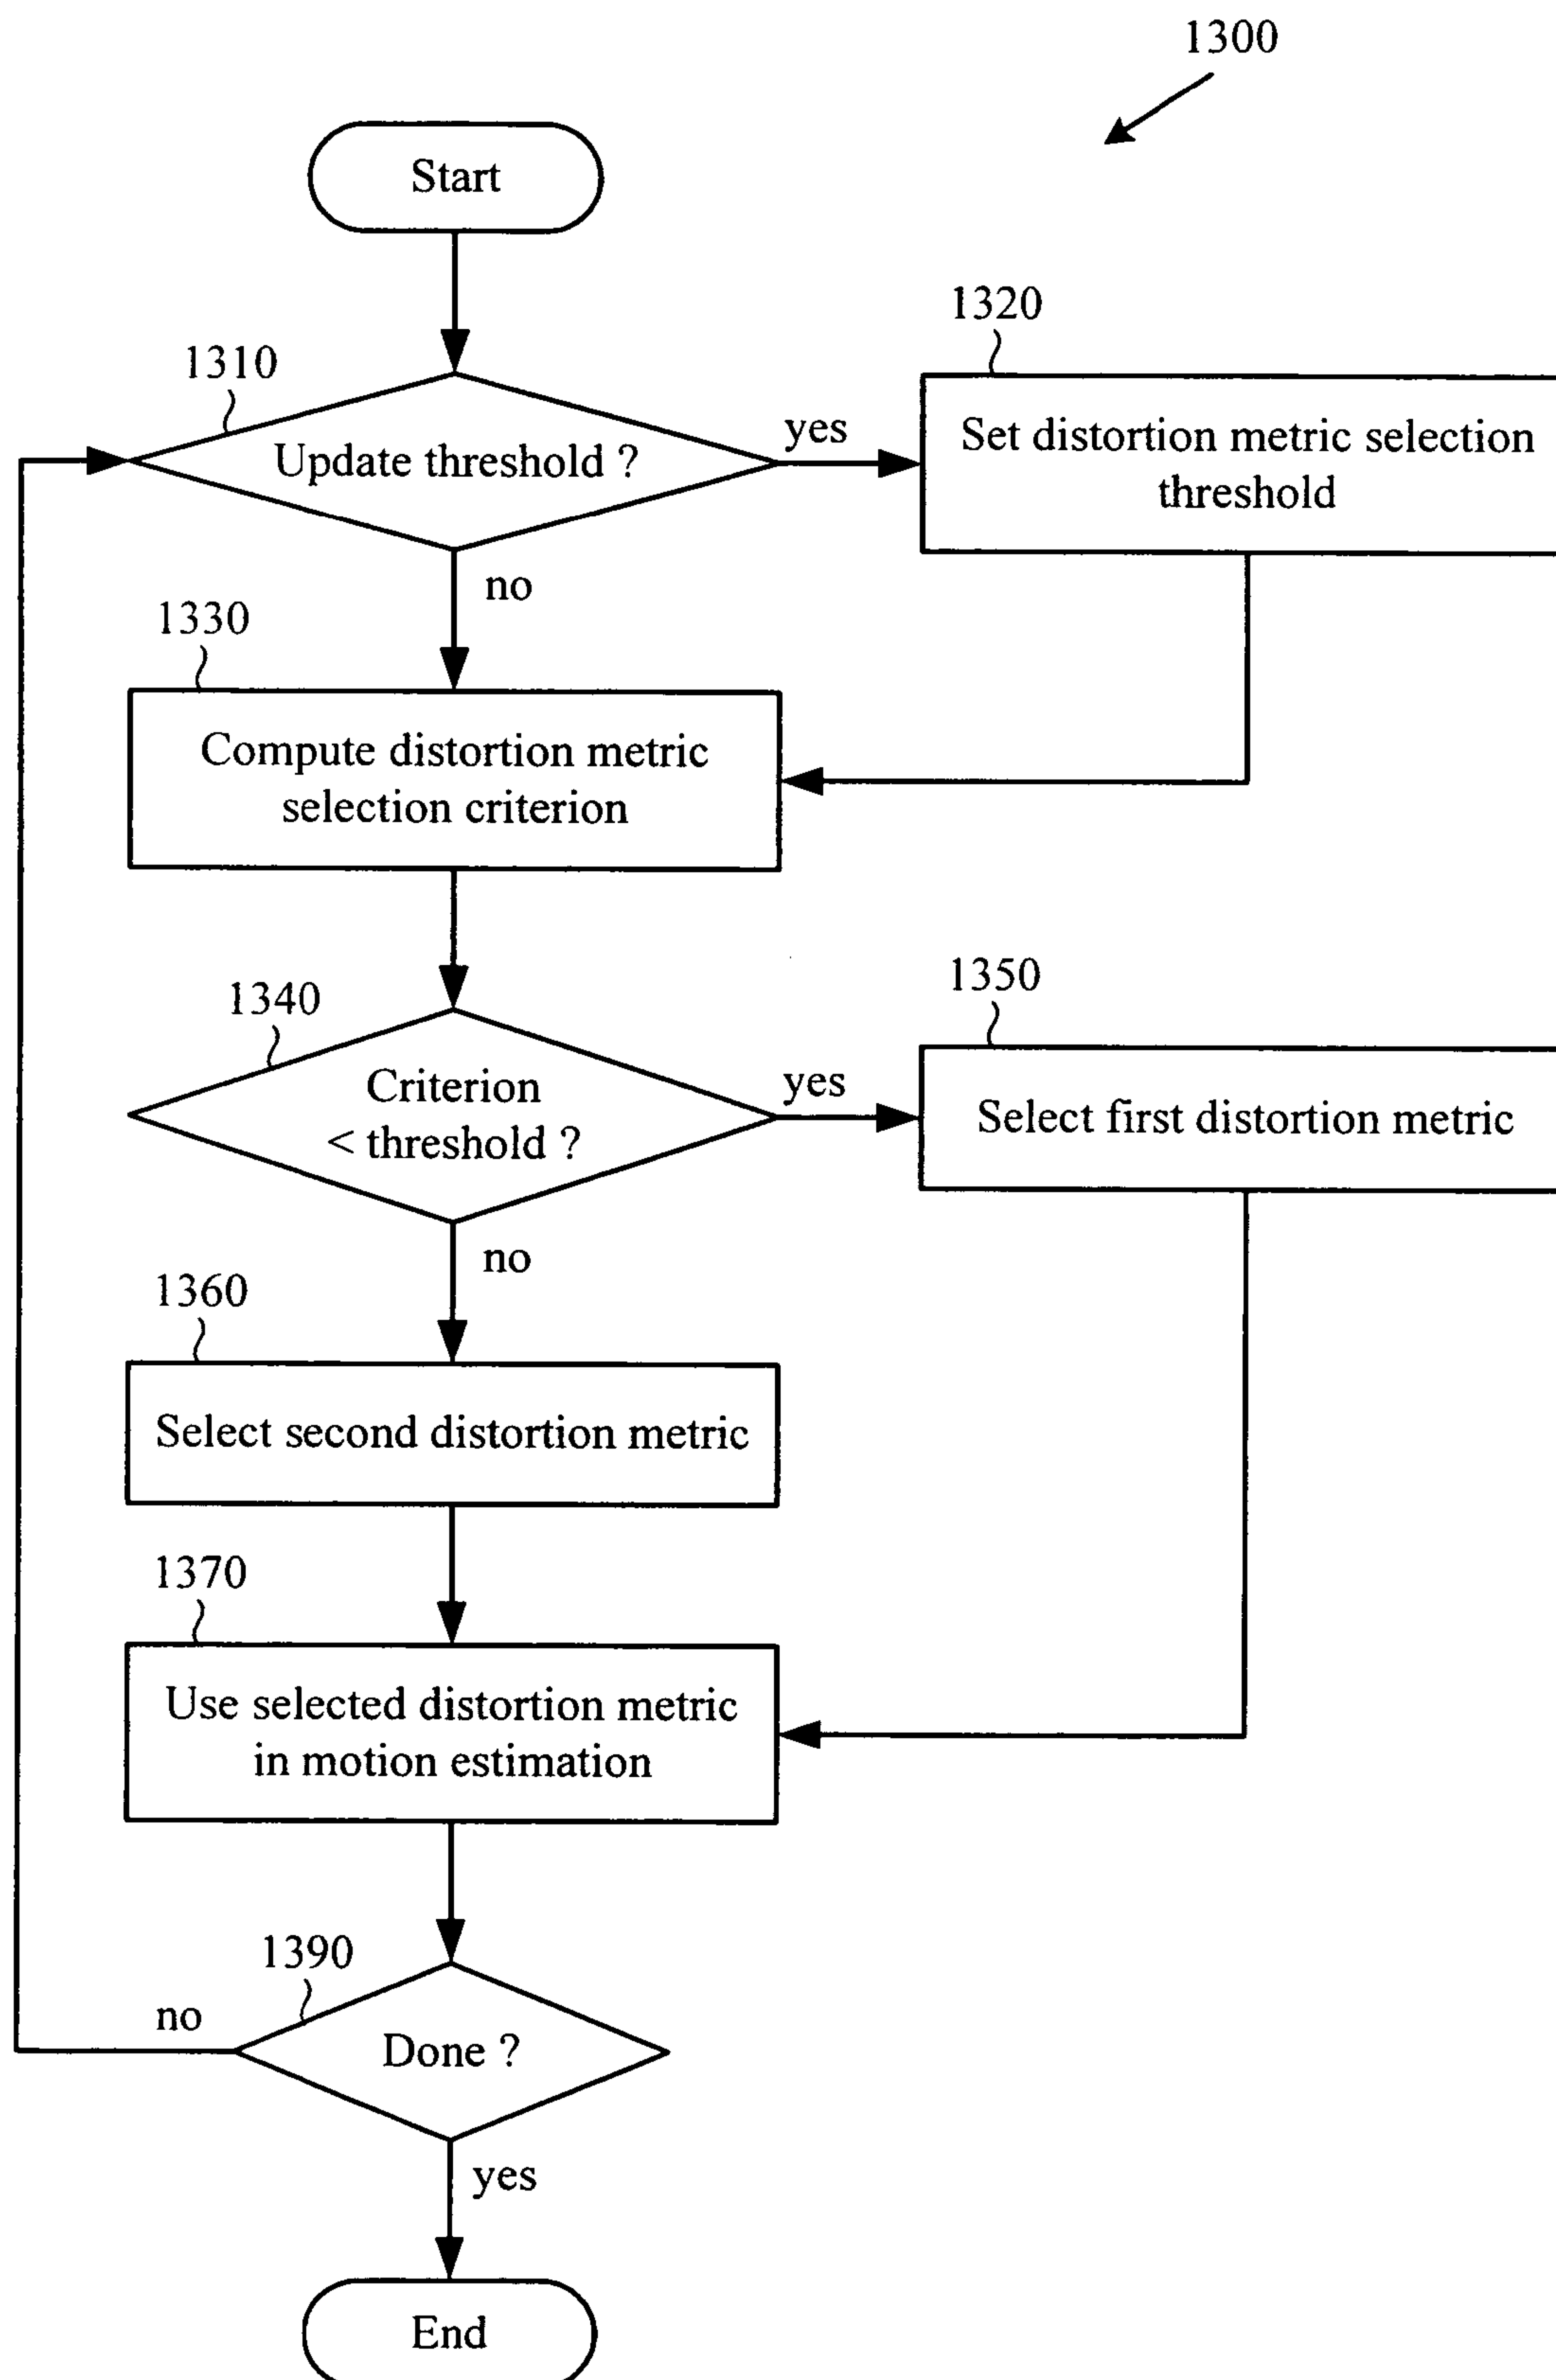 1300
Start
1310
Update threshold ?
yes
1320
Set distortion metric selection
threshold
no
1330
Compute distortion metric
selection criterion
1340
Criterion
< threshold ?
yes
1350
Select first distortion metric
no
1360
Select second distortion metric
1370
Use selected distortion metric
in motion estimation
1390
no
Done ?
yes
End